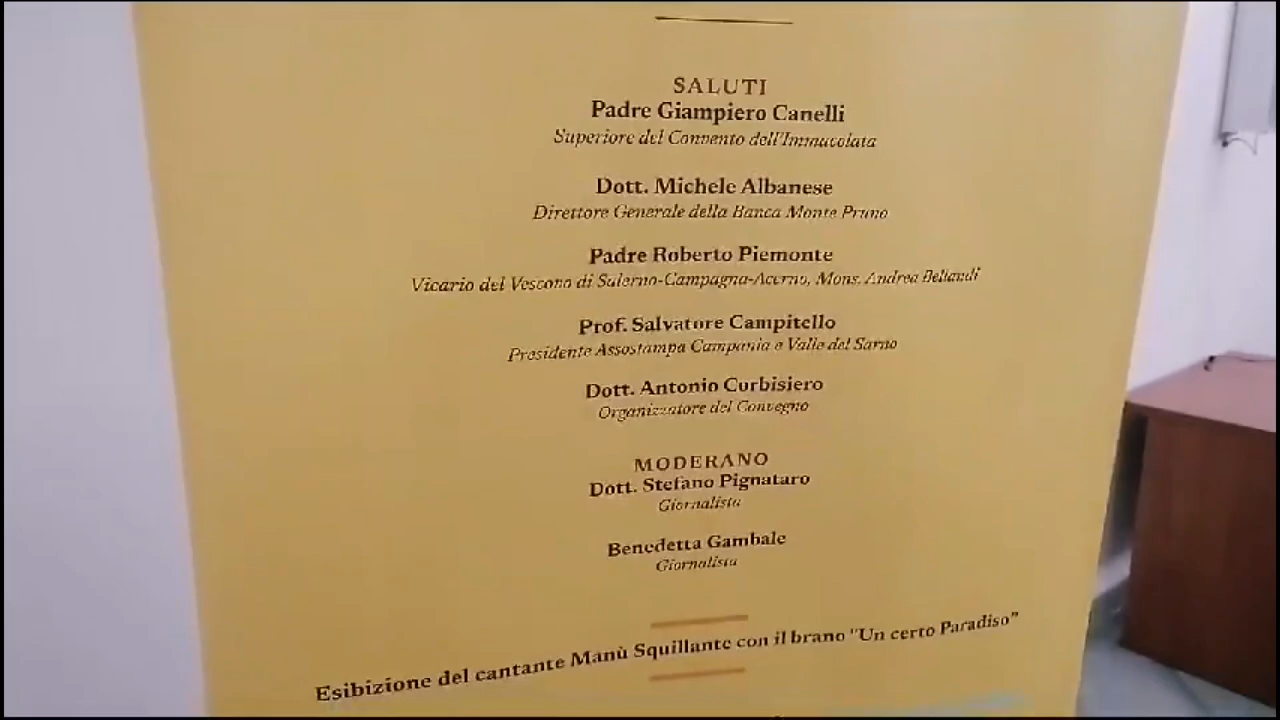 SALUTI
Padre Giampiero Canelli
Superiore del Convento dell'Immacolata
Dott. Michele Albanese
Direttore Generale della Banca Monte Pruno
Padre Roberto Piemonte
Vicario del Vescovo di Salerno-Campagna-Acerno, Mons. Andrea Bellandi
Prof. Salvatore Campitello
Presidente Assostampa Campania e Valle del Sarno
Dott. Antonio Corbisiero
Organizzatore del Convegno
MODERANO
Dott. Stefano Pignataro
Giornalista
Benedetta Gambale
Giornalista
Esibizione del cantante Manù Squillante con il brano "Un certo Paradiso"